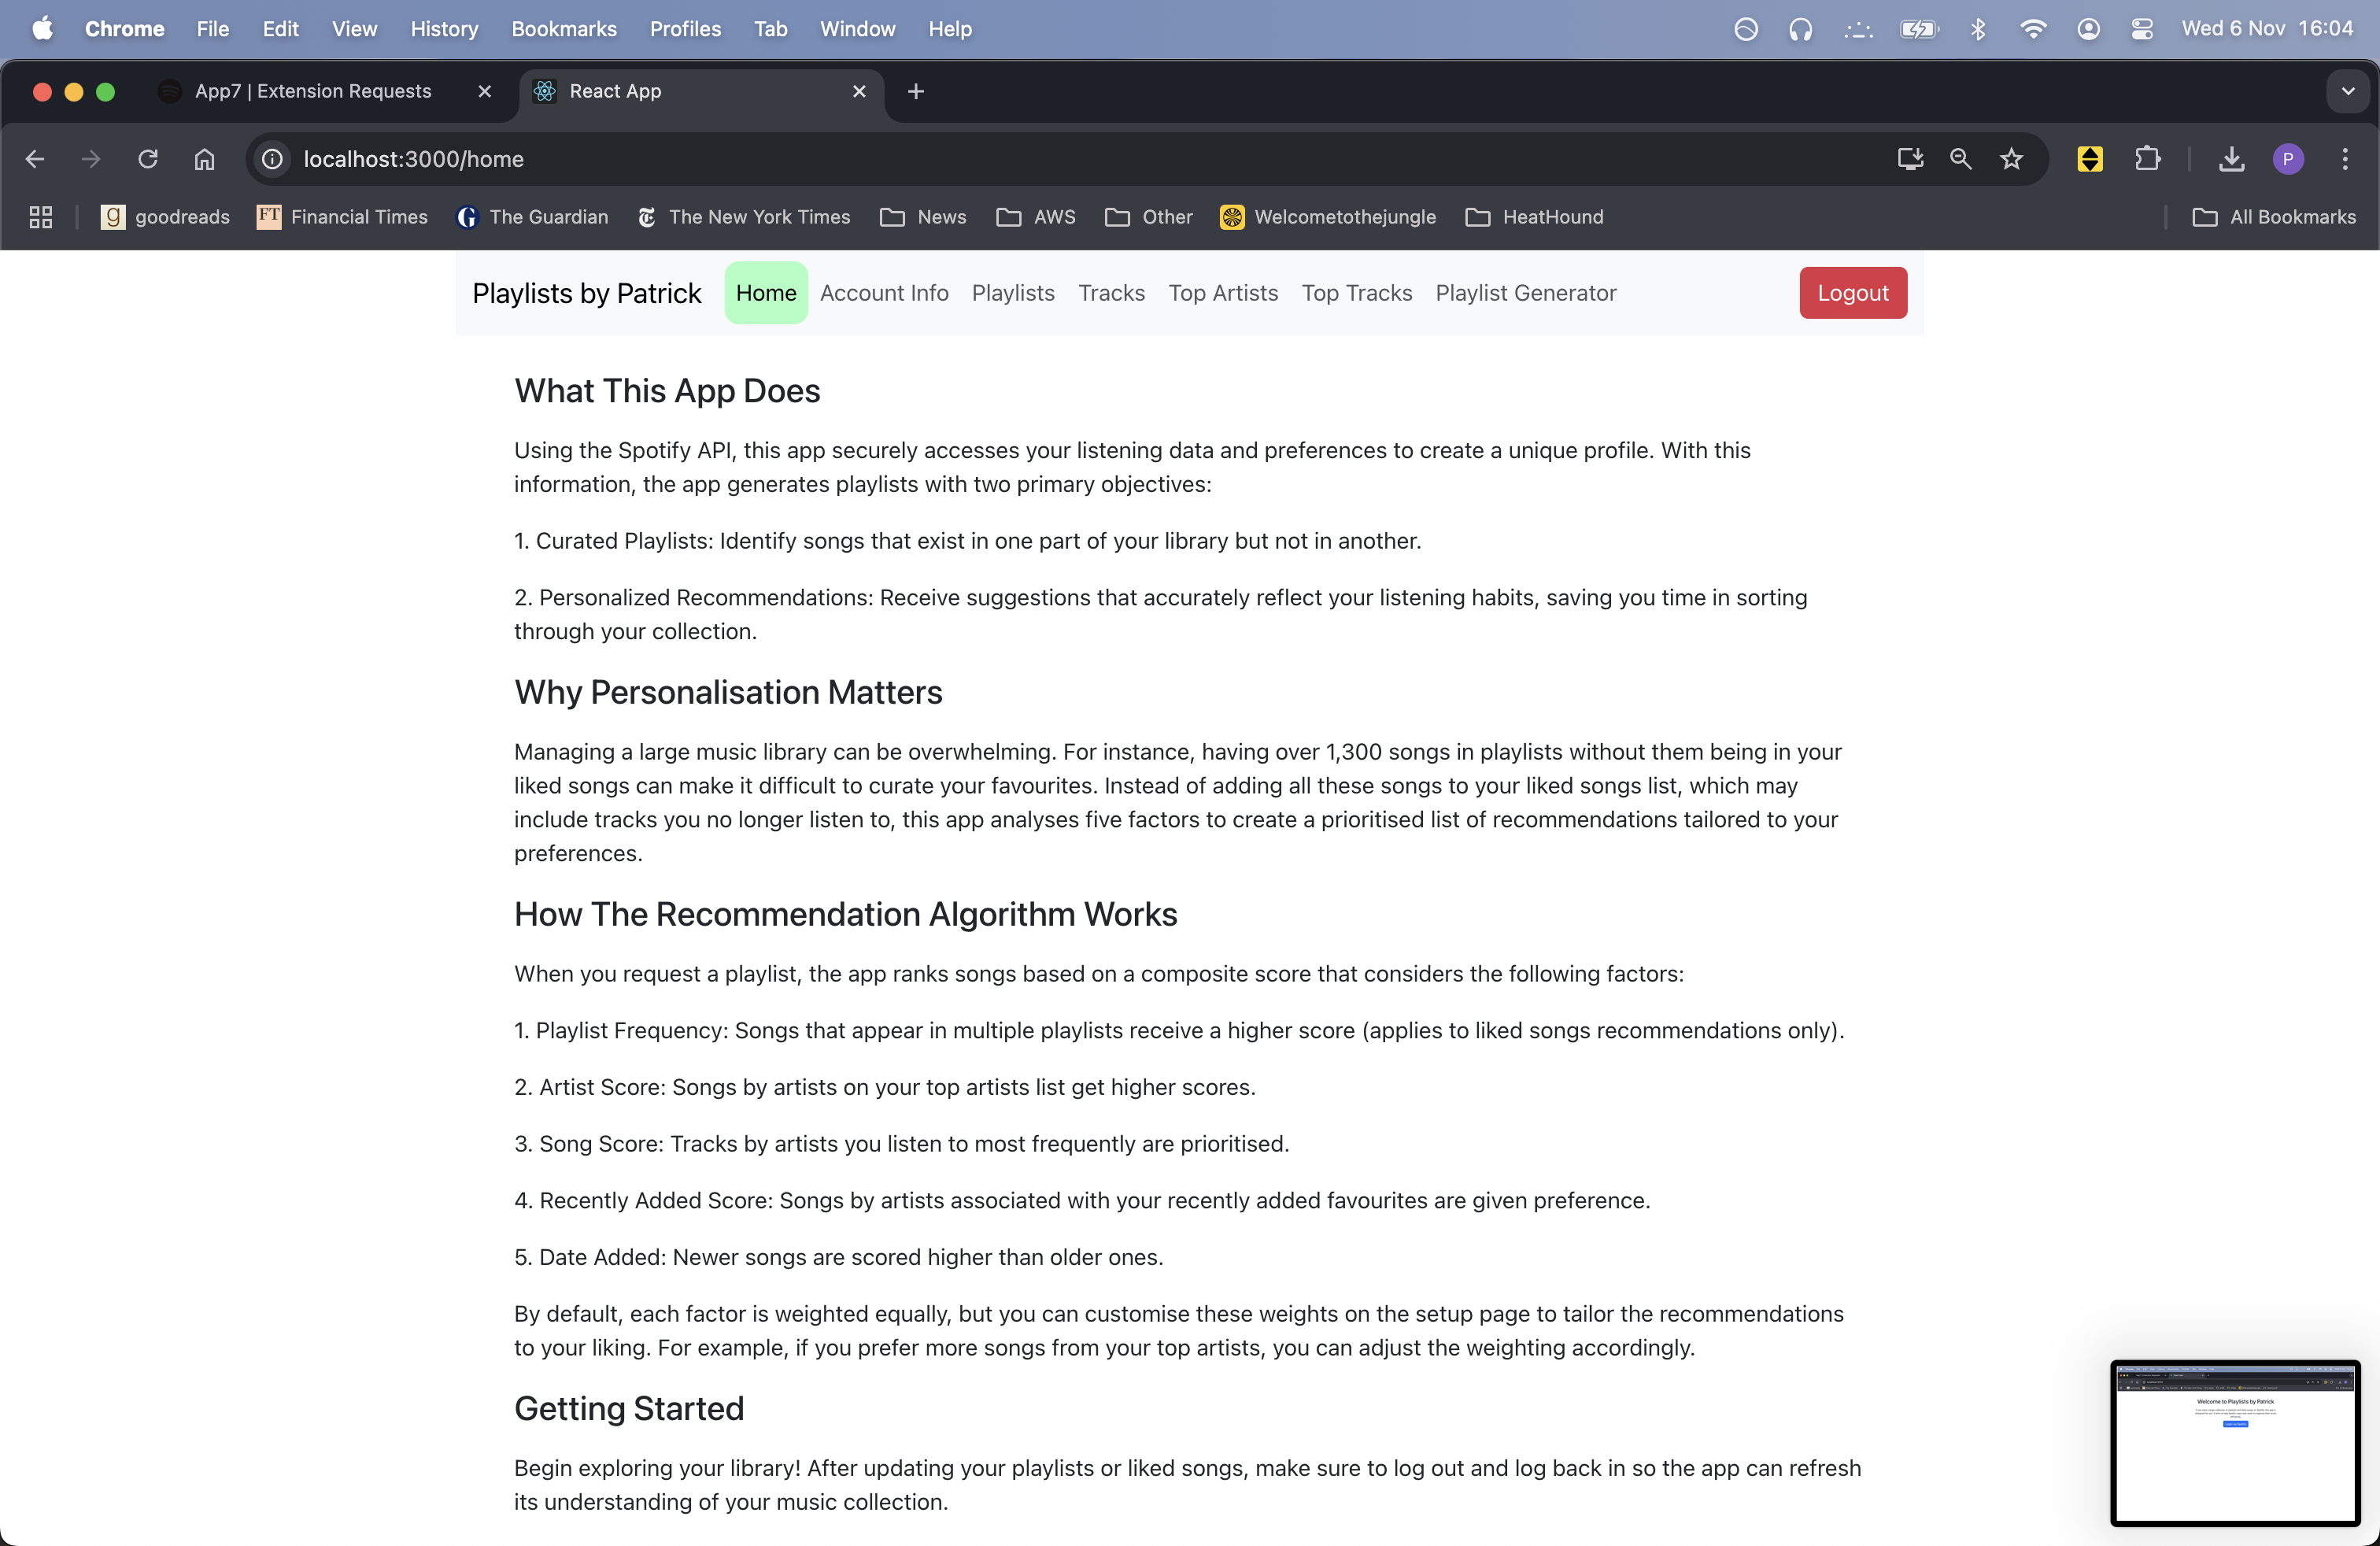 Chrome File Edit View History Bookmarks Profiles Tab Window Help Wed 6 Nov 16:04
App7 | Extension Requests React App
localhost:3000/home P
g goodreads FT Financial Times G The Guardian The New York Times News AWS Other Welcometothejungle HeatHound All Bookmarks
Playlists by Patrick Home Account Info Playlists Tracks Top Artists Top Tracks Playlist Generator Logout
What This App Does
Using the Spotify API, this app securely accesses your listening data and preferences to create a unique profile. With this
information, the app generates playlists with two primary objectives:
1. Curated Playlists: Identify songs that exist in one part of your library but not in another.
2. Personalized Recommendations: Receive suggestions that accurately reflect your listening habits, saving you time in sorting
through your collection.
Why Personalisation Matters
Managing a large music library can be overwhelming. For instance, having over 1,300 songs in playlists without them being in your
liked songs can make it difficult to curate your favourites. Instead of adding all these songs to your liked songs list, which may
include tracks you no longer listen to, this app analyses five factors to create a prioritised list of recommendations tailored to your
preferences.
How The Recommendation Algorithm Works
When you request a playlist, the app ranks songs based on a composite score that considers the following factors:
1. Playlist Frequency: Songs that appear in multiple playlists receive a higher score (applies to liked songs recommendations only).
2. Artist Score: Songs by artists on your top artists list get higher scores.
3. Song Score: Tracks by artists you listen to most frequently are prioritised.
4. Recently Added Score: Songs by artists associated with your recently added favourites are given preference.
5. Date Added: Newer songs are scored higher than older ones.
By default, each factor is weighted equally, but you can customise these weights on the setup page to tailor the recommendations
to your liking. For example, if you prefer more songs from your top artists, you can adjust the weighting accordingly.
Getting Started
Begin exploring your library! After updating your playlists or liked songs, make sure to log out and log back in so the app can refresh
its understanding of your music collection.
Welcome to Playlists by Patrick